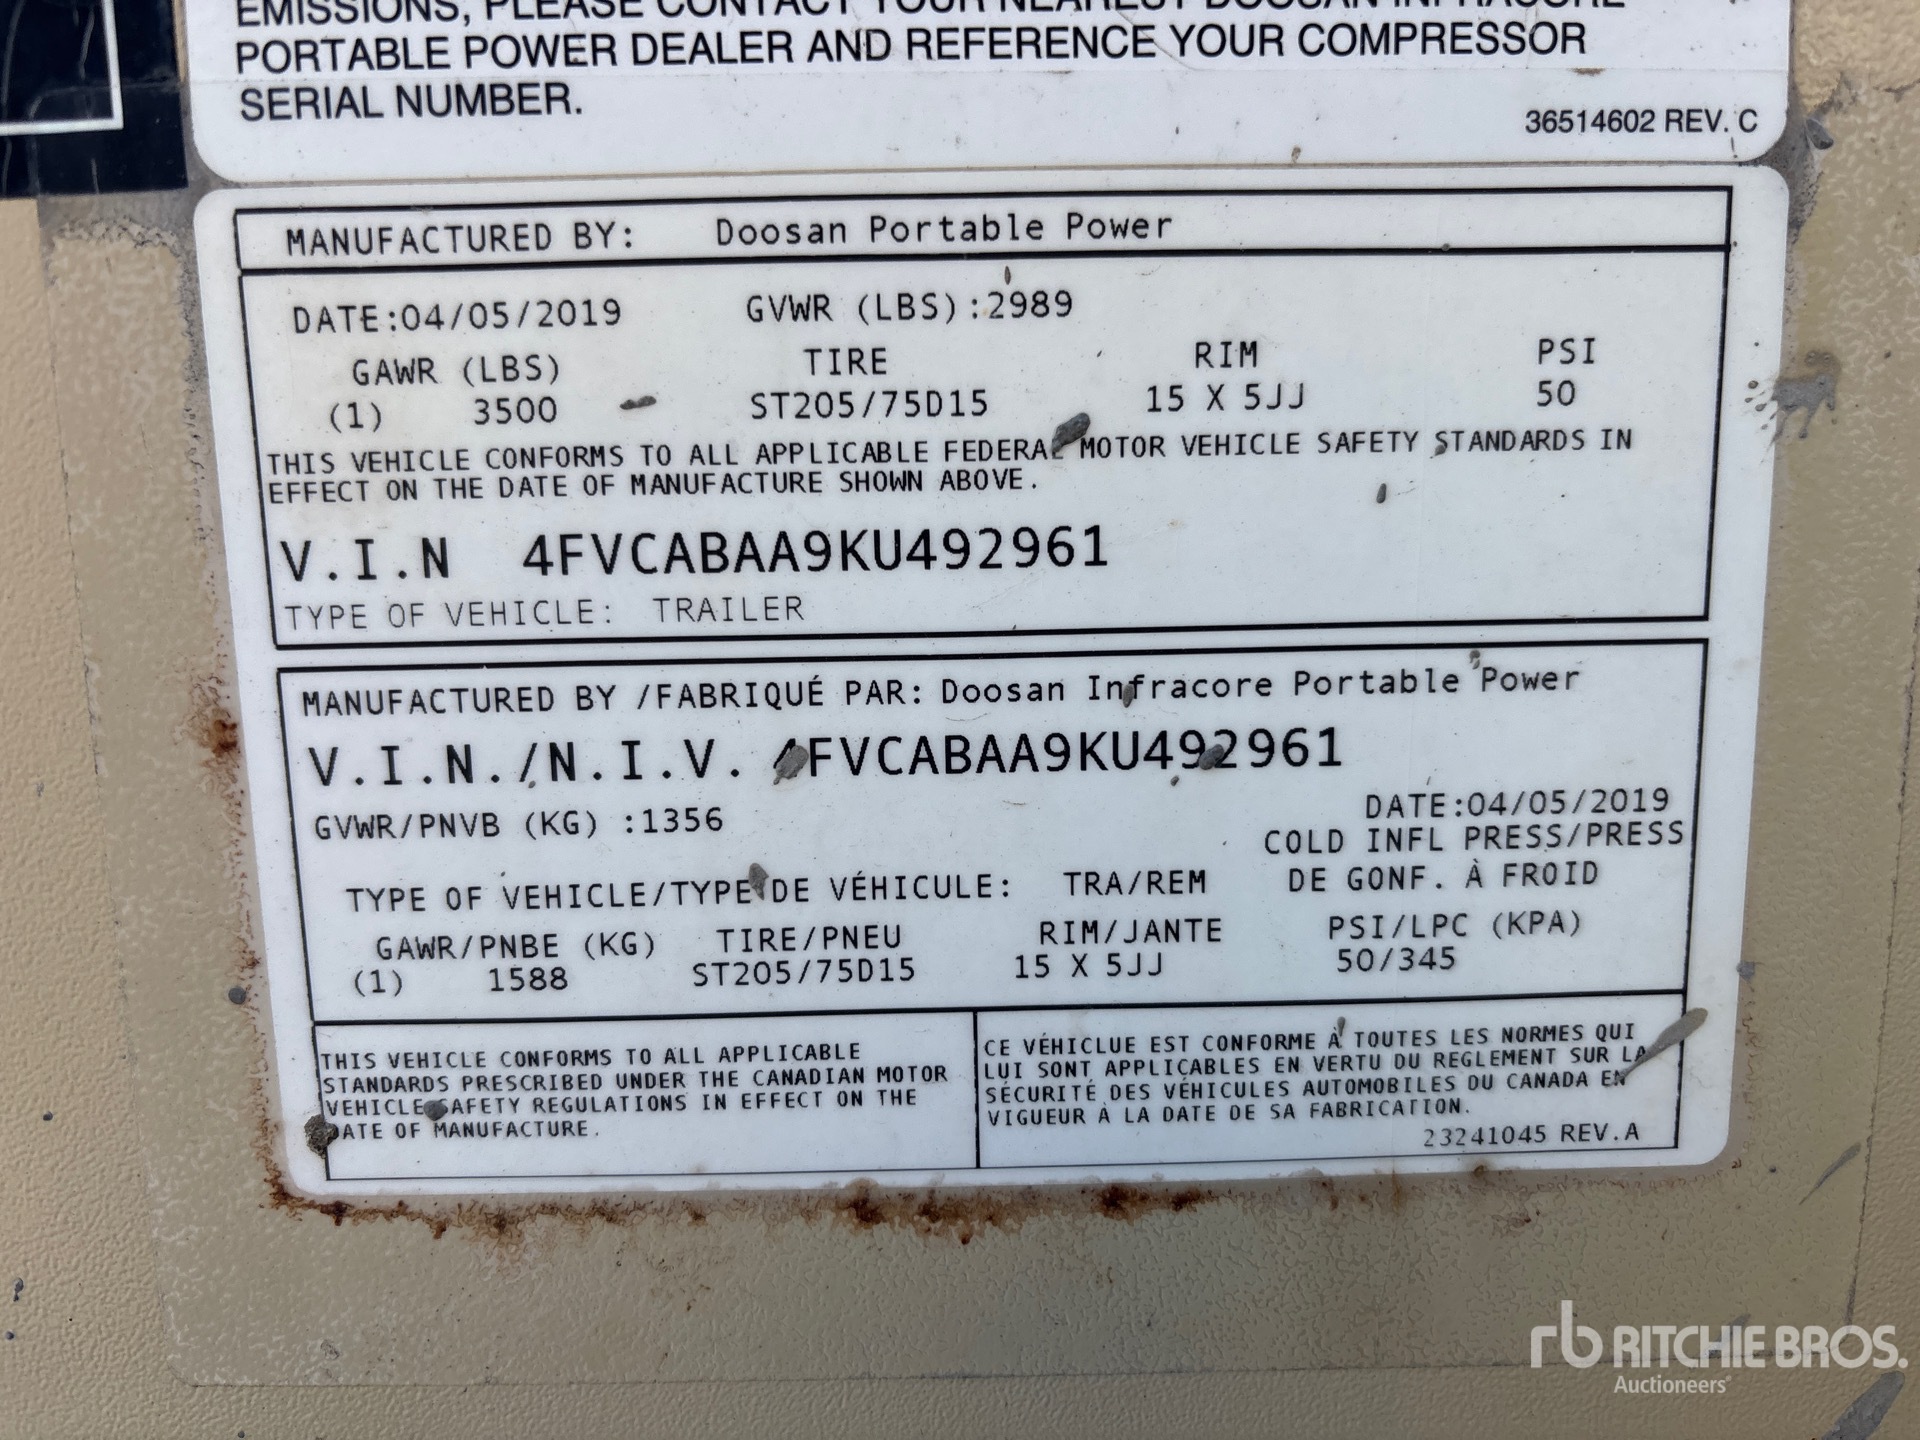 EMISSIONS, PLEASE CONTACT YOUR NEAREST DOOSAN INFRACORE
PORTABLE POWER DEALER AND REFERENCE YOUR COMPRESSOR
SERIAL NUMBER.
36514602 REV. C
MANUFACTURED BY: Doosan Portable Power
DATE:04/05/2019 GVWR (LBS):2989
GAWR (LBS) TIRE RIM PSI
(1) 3500 ST205/75D15 15 X 5JJ 50
THIS VEHICLE CONFORMS TO ALL APPLICABLE FEDERAL MOTOR VEHICLE SAFETY STANDARDS IN
EFFECT ON THE DATE OF MANUFACTURE SHOWN ABOVE.
V.I.N 4FVCABAA9KU492961
TYPE OF VEHICLE: TRAILER
MANUFACTURED BY /FABRIQUÉ PAR: Doosan Infracore Portable Power
V.I.N./N.I.V. 4FVCABAA9KU492961
GVWR/PNVB (KG) :1356
DATE:04/05/2019
COLD INFL PRESS/PRESS
DE GONF. À FROID
TYPE OF VEHICLE/TYPE DE VÉHICULE: TRA/REM
GAWR/PNBE (KG) TIRE/PNEU RIM/JANTE PSI/LPC (KPA)
(1) 1588 ST205/75D15 15 X 5JJ 50/345
THIS VEHICLE CONFORMS TO ALL APPLICABLE
STANDARDS PRESCRIBED UNDER THE CANADIAN MOTOR
VEHICLE SAFETY REGULATIONS IN EFFECT ON THE
DATE OF MANUFACTURE.
CE VÉHICLUE EST CONFORME À TOUTES LES NORMES QUI
LUI SONT APPLICABLES EN VERTU DU REGLEMENT SUR LA
SÉCURITÉ DES VÉHICULES AUTOMOBILES DU CANADA EN
VIGUEUR À LA DATE DE SA FABRICATION.
23241045 REV.A
rb RITCHIE BROS.
Auctioneers